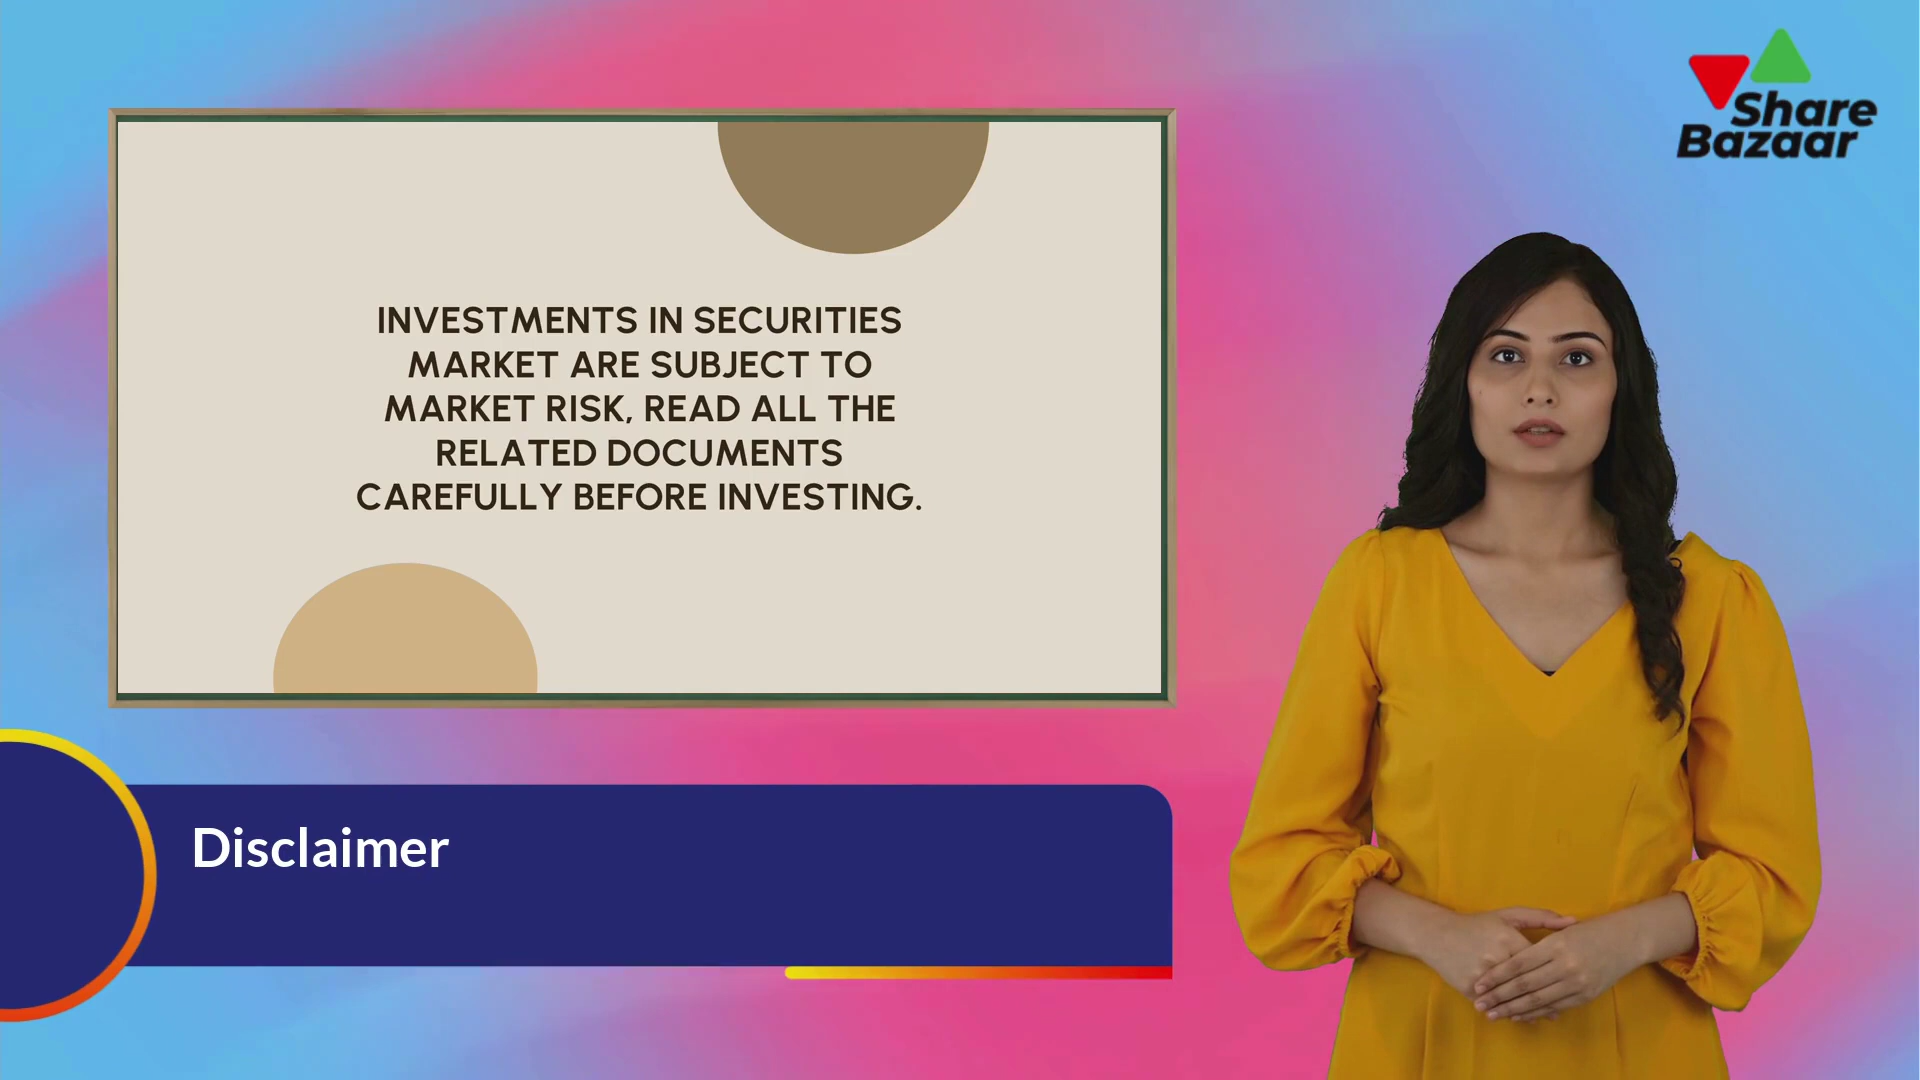 Share
Bazaar
INVESTMENTS IN SECURITIES
MARKET ARE SUBJECT TO
MARKET RISK, READ ALL THE
RELATED DOCUMENTS
CAREFULLY BEFORE INVESTING.
Disclaimer